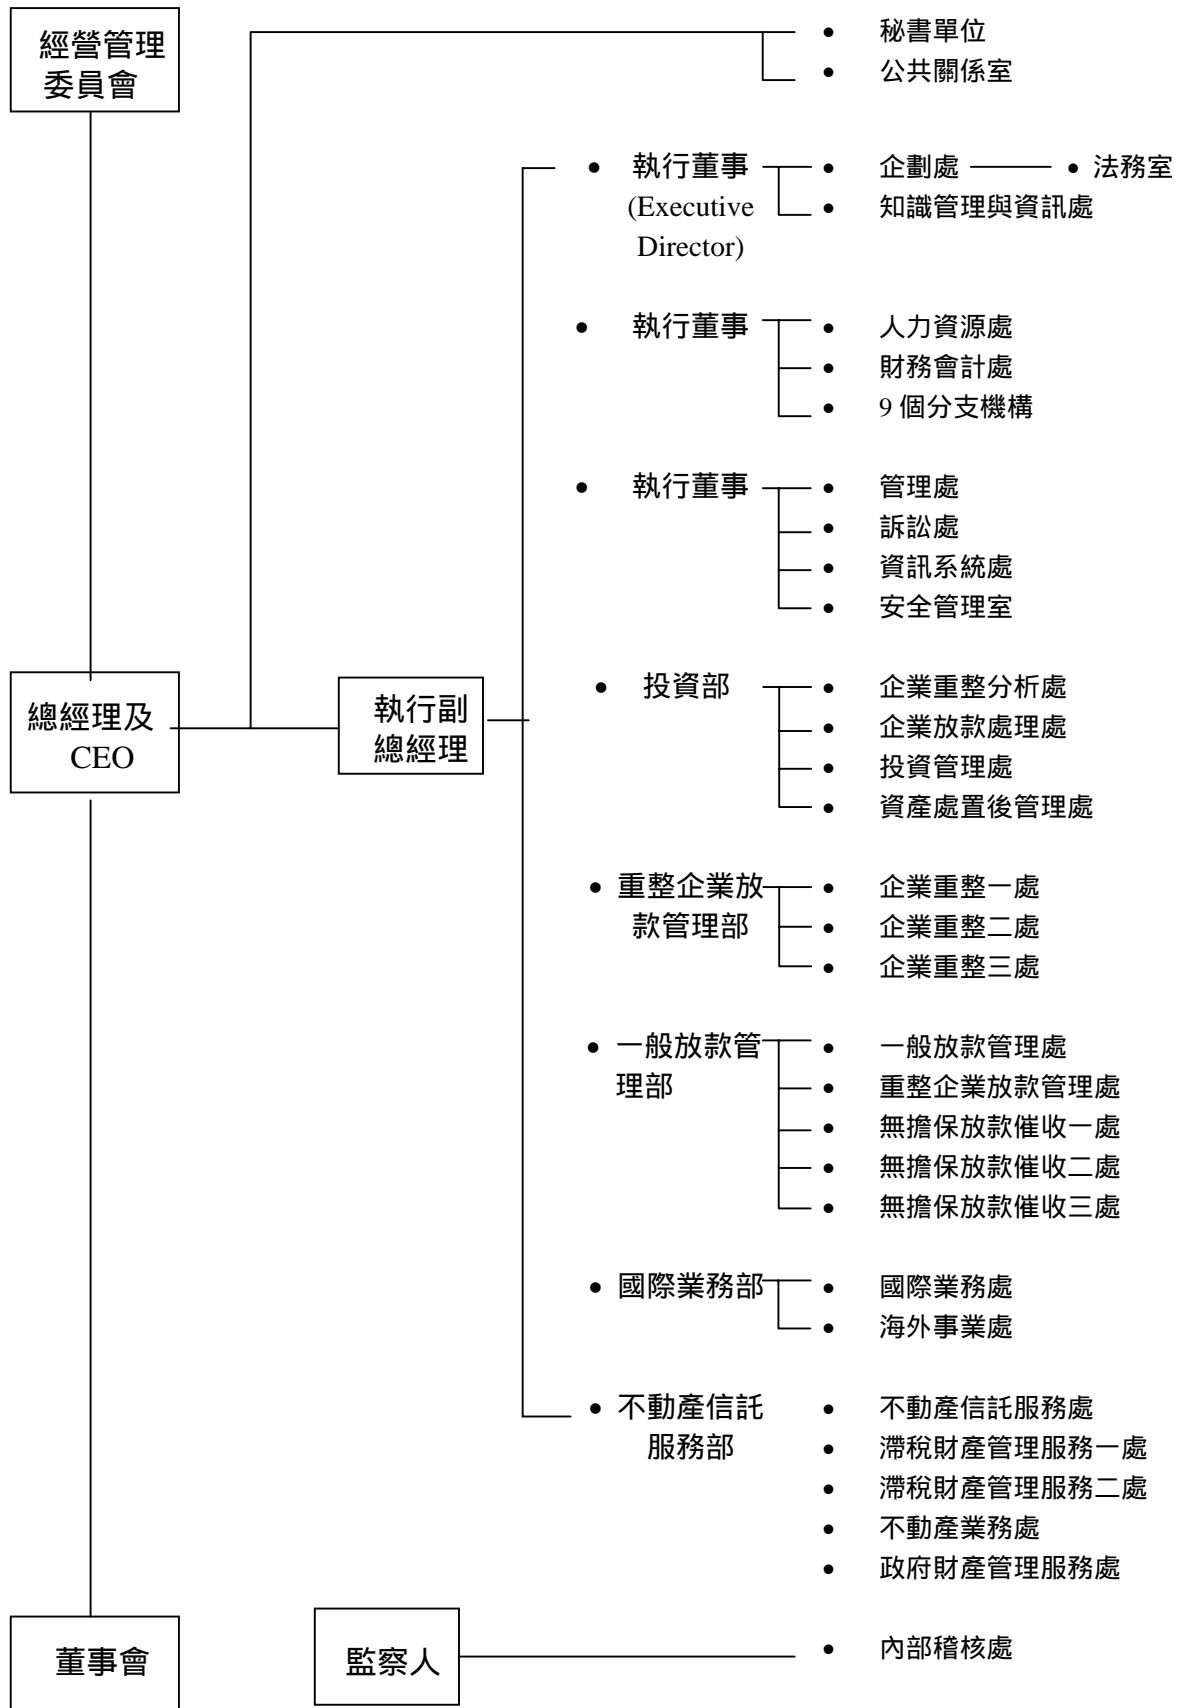 經營管理
委員會
• 秘書單位
• 公共關係室
• 執行董事
(Executive
Director)
• 企劃處
• 法務室
• 知識管理與資訊處
• 執行董事
• 人力資源處
• 財務會計處
• 9 個分支機構
• 執行董事
• 管理處
• 訴訟處
• 資訊系統處
• 安全管理室
總經理及
CEO
執行副
總經理
• 投資部
• 企業重整分析處
• 企業放款處理處
• 投資管理處
• 資產處置後管理處
• 重整企業放
款管理部
• 企業重整一處
• 企業重整二處
• 企業重整三處
• 一般放款管
理部
• 一般放款管理處
• 重整企業放款管理處
• 無擔保放款催收一處
• 無擔保放款催收二處
• 無擔保放款催收三處
• 國際業務部
• 國際業務處
• 海外事業處
• 不動產信託
服務部
• 不動產信託服務處
• 滯稅財產管理服務一處
• 滯稅財產管理服務二處
• 不動產業務處
• 政府財產管理服務處
董事會
監察人
• 內部稽核處